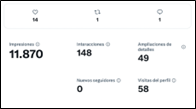 14 1 1
Impresiones Interacciones Ampliaciones de detalles
11.870 148 49
Nuevos seguidores Visitas del perfil
0 58